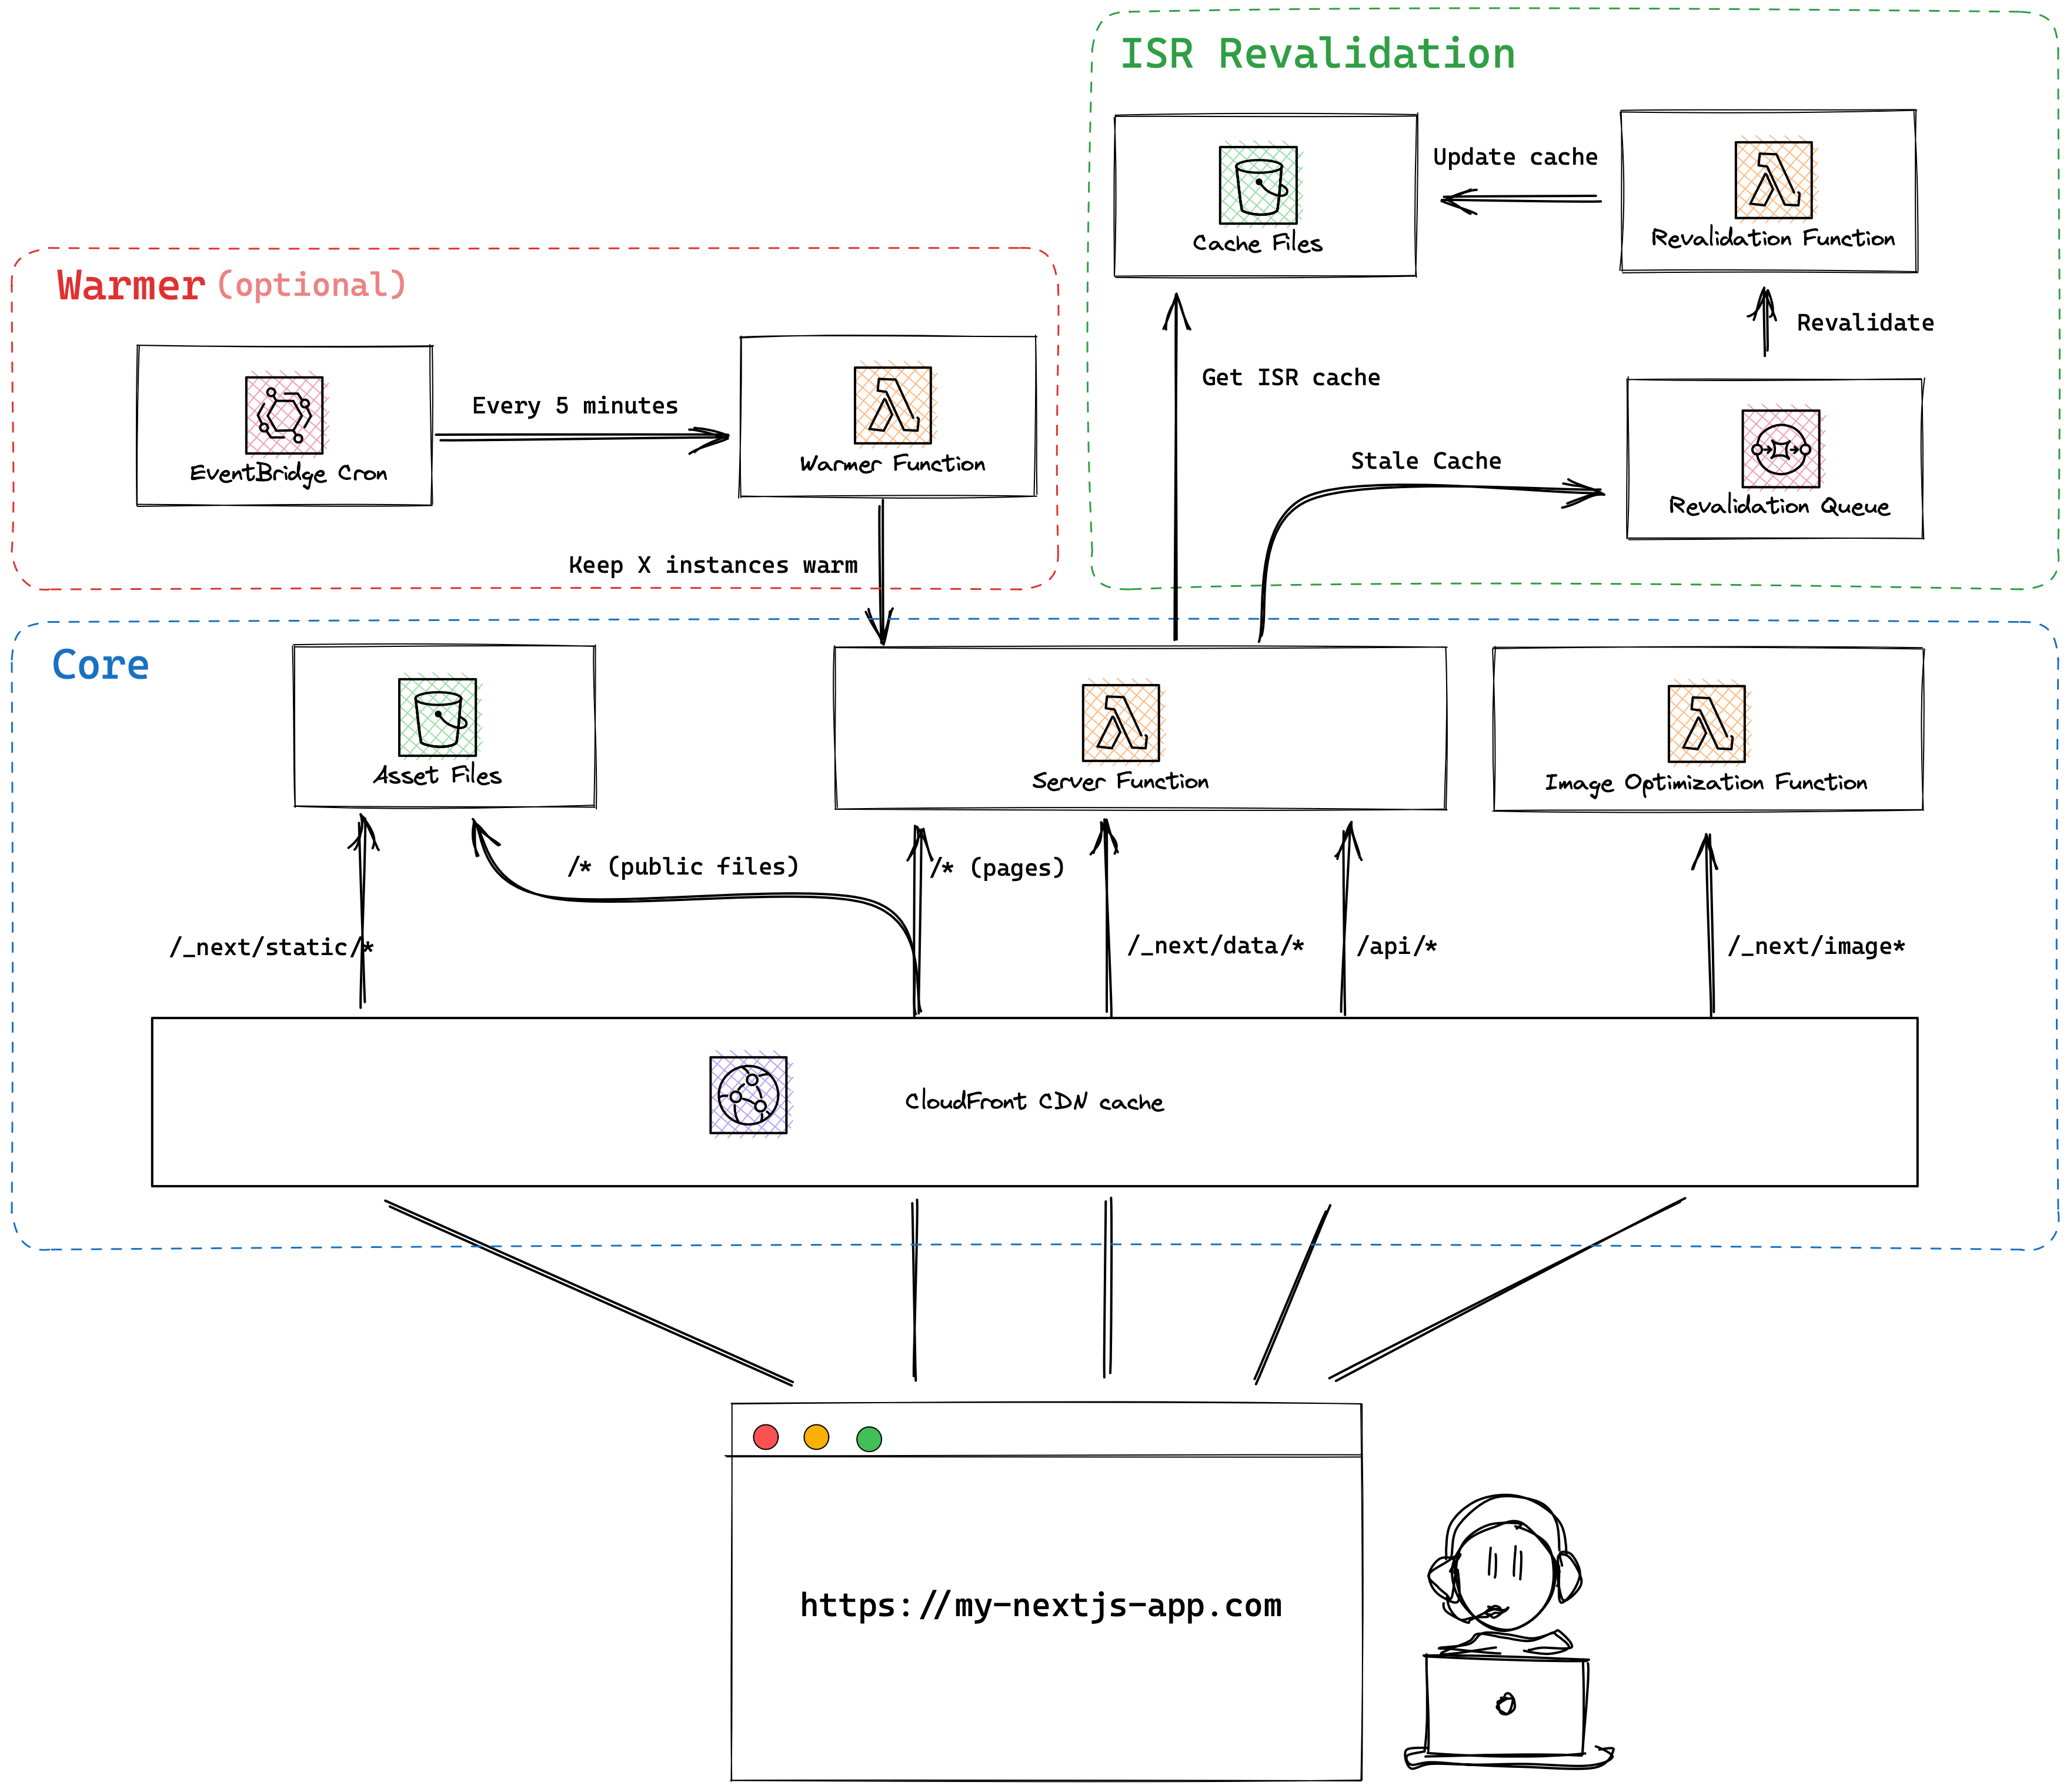 ISR Revalidation
Cache Files
Update cache
Revalidation Function
Revalidate
Get ISR cache
Stale Cache
Revalidation Queue
Warmer (optional)
EventBridge Cron
Every 5 minutes
Warmer Function
Keep X instances warm
Core
Asset Files
Server Function
Image Optimization Function
/* (public files)
/* (pages)
/_next/static/*
/_next/data/*
/api/*
/_next/image*
CloudFront CDN cache
https://my-nextjs-app.com